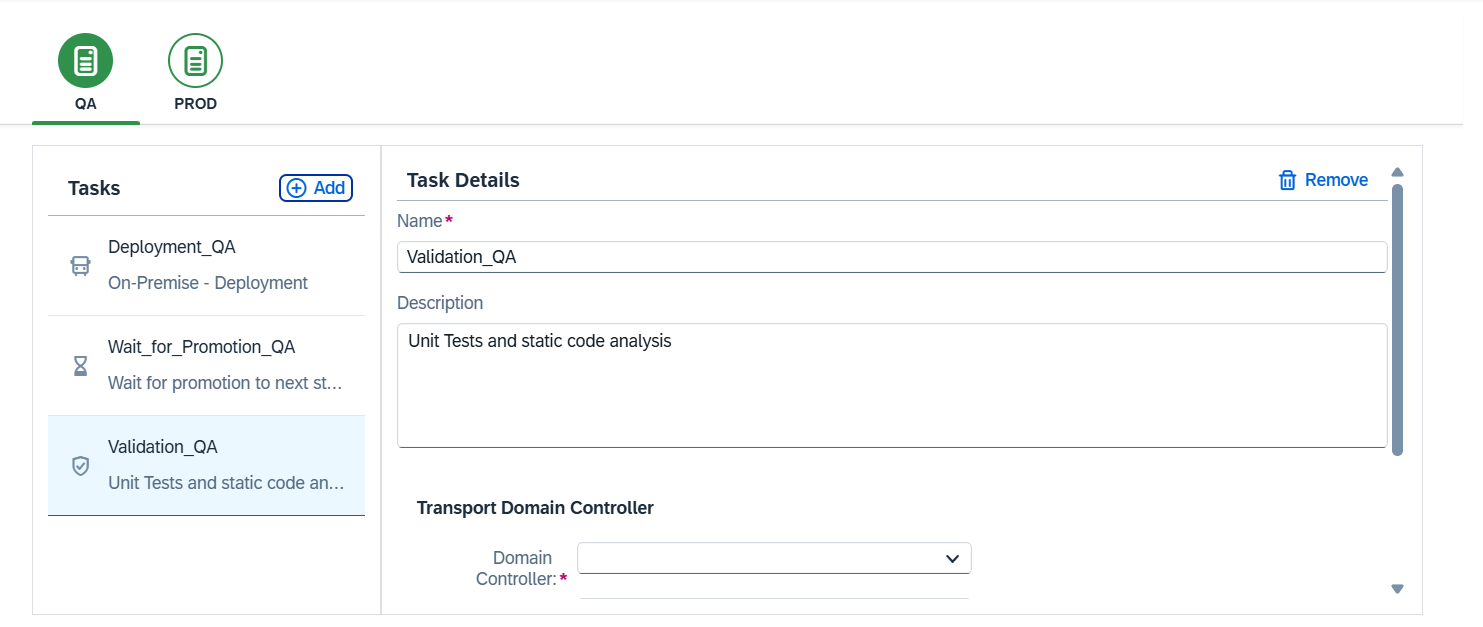 QA
PROD
Tasks
Add
Deployment_QA
On-Premise - Deployment
Wait_for_Promotion_QA
Wait for promotion to next st...
Validation_QA
Unit Tests and static code an...
Task Details
Remove
Name*
Validation_QA
Description
Unit Tests and static code analysis
Transport Domain Controller
Domain
Controller:*